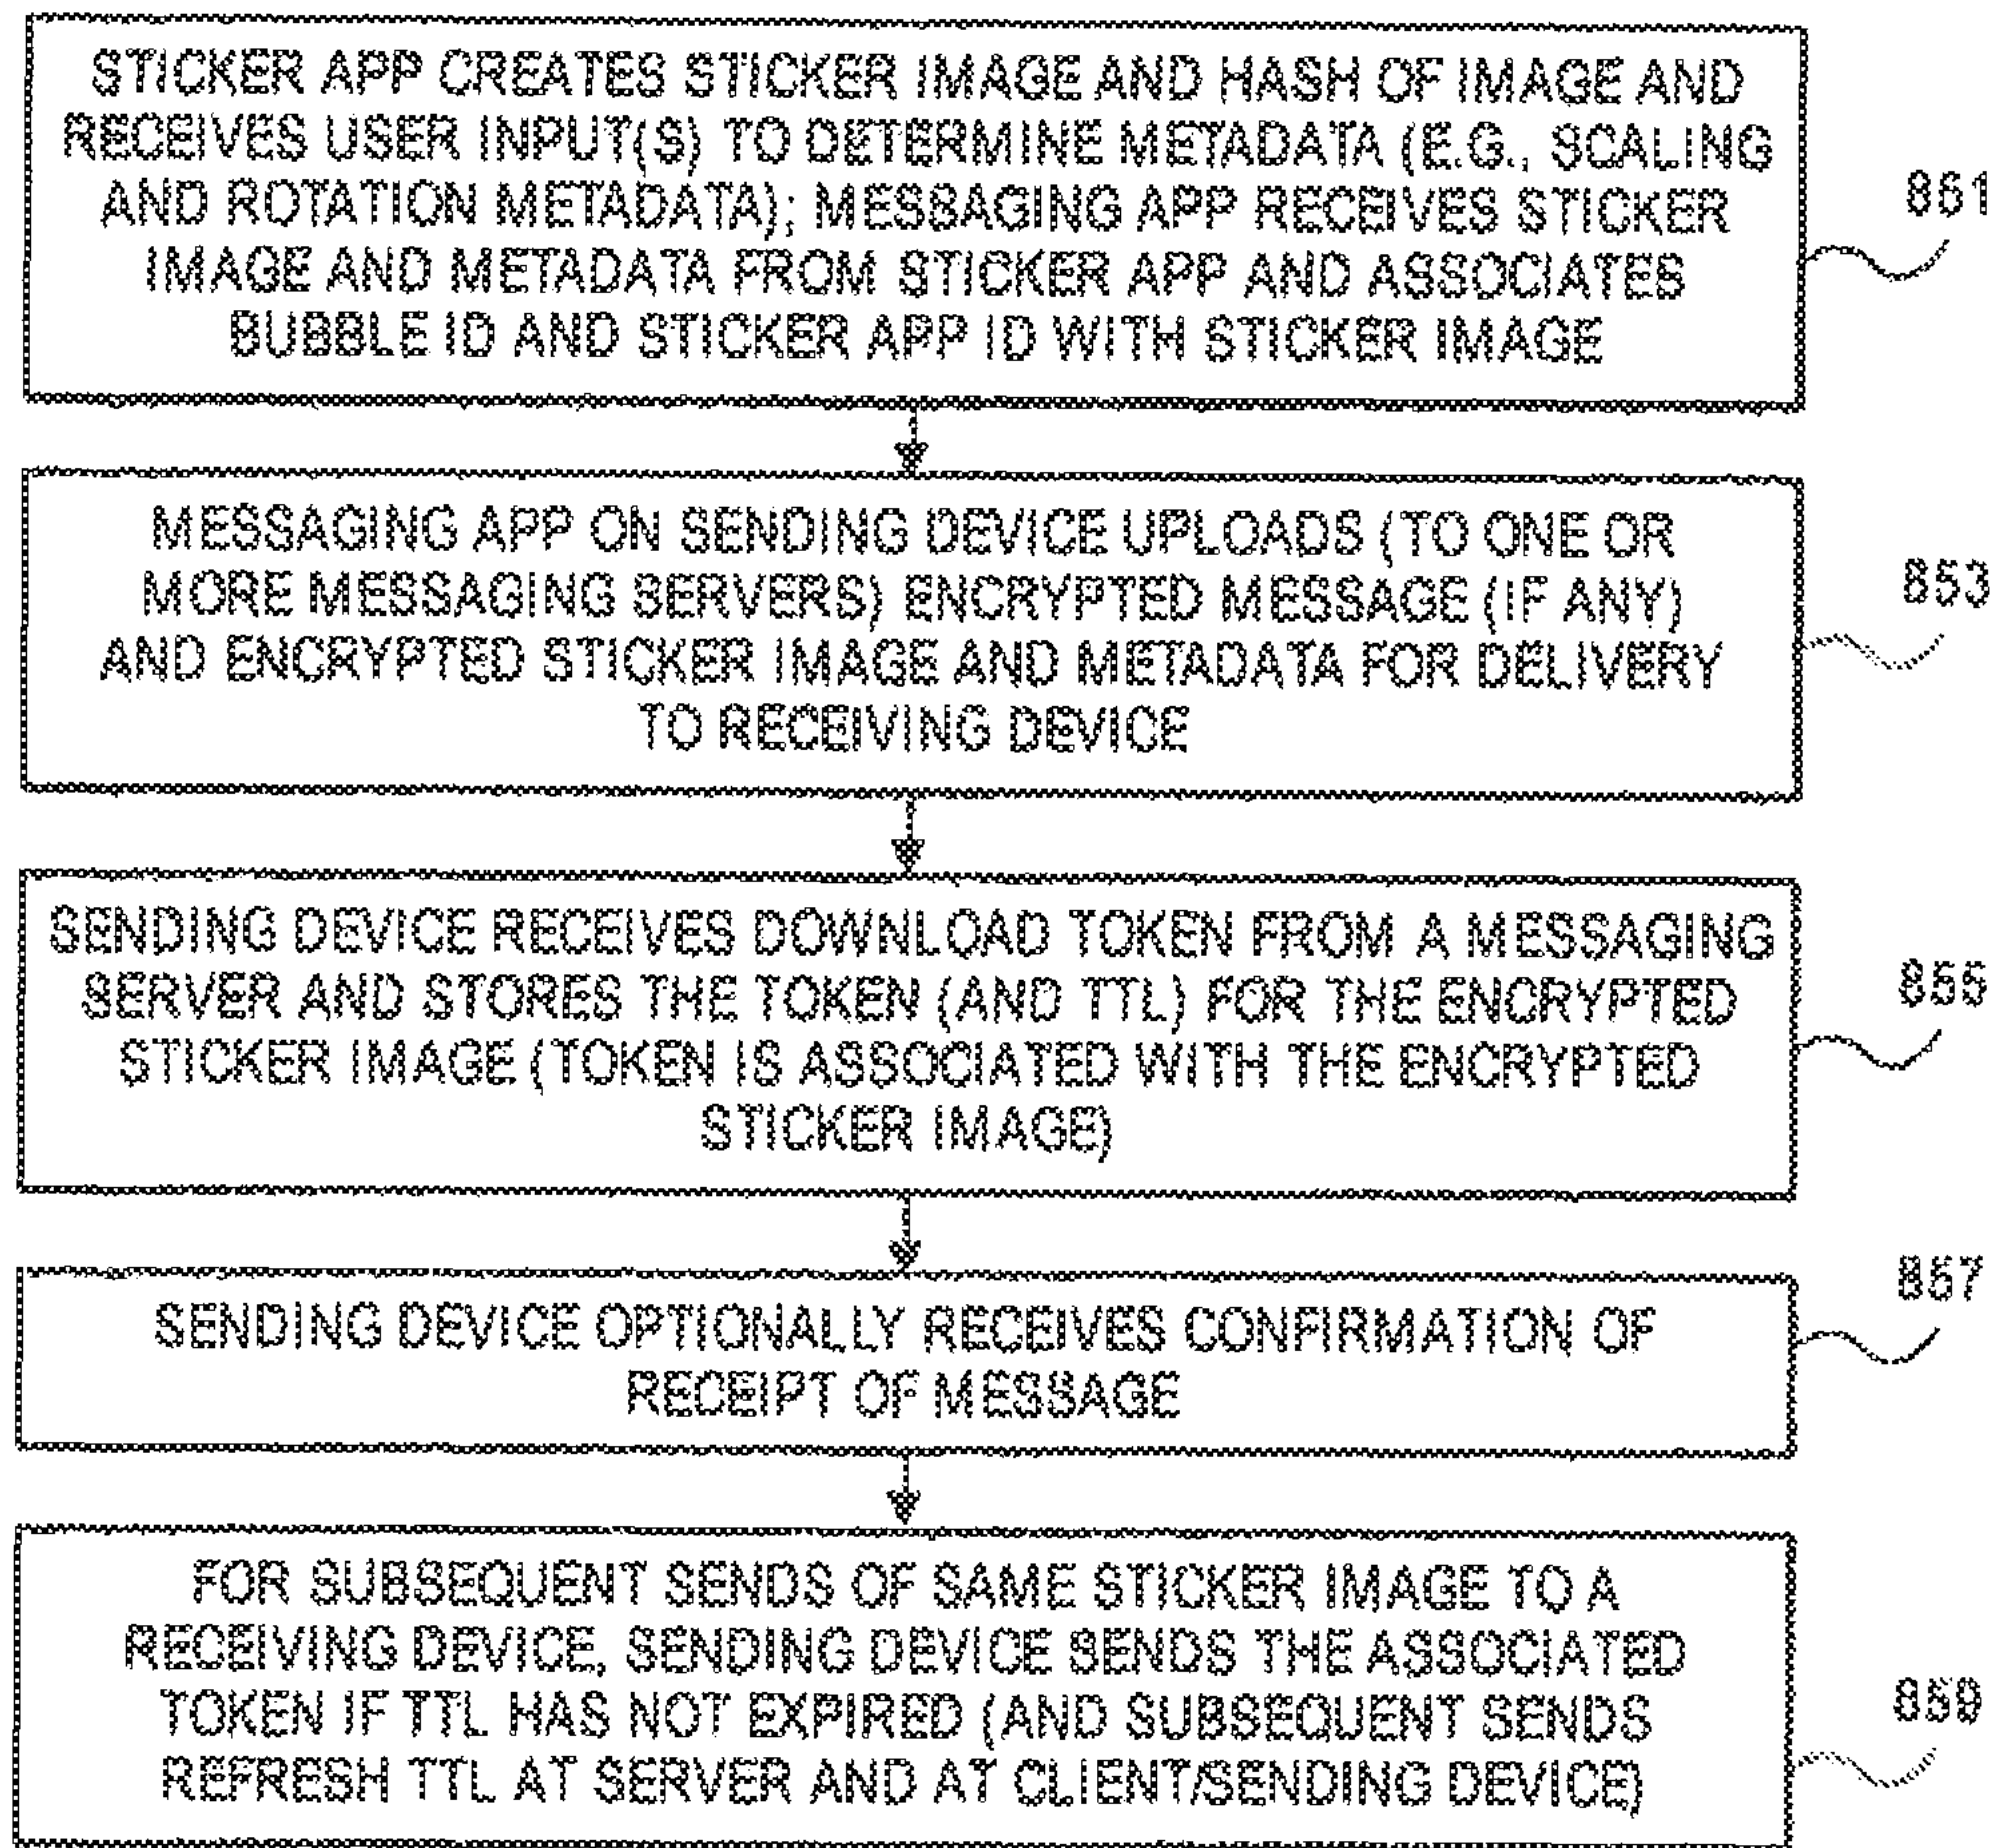 STICKER APP CREATES STICKER IMAGE AND HASH OF IMAGE AND
RECEIVES USER INPUT(S) TO DETERMINE METADATA (E.G., SCALING
AND ROTATION METADATA); MESSAGING APP RECEIVES STICKER
IMAGE AND METADATA FROM STICKER APP AND ASSOCIATES
BUBBLE ID AND STICKER APP ID WITH STICKER IMAGE
851
MESSAGING APP ON SENDING DEVICE UPLOADS (TO ONE OR
MORE MESSAGING SERVERS) ENCRYPTED MESSAGE (IF ANY)
AND ENCRYPTED STICKER IMAGE AND METADATA FOR DELIVERY
TO RECEIVING DEVICE
853
SENDING DEVICE RECEIVES DOWNLOAD TOKEN FROM A MESSAGING
SERVER AND STORES THE TOKEN (AND TTL) FOR THE ENCRYPTED
STICKER IMAGE (TOKEN IS ASSOCIATED WITH THE ENCRYPTED
STICKER IMAGE)
855
SENDING DEVICE OPTIONALLY RECEIVES CONFIRMATION OF
RECEIPT OF MESSAGE
857
FOR SUBSEQUENT SENDS OF SAME STICKER IMAGE TO A
RECEIVING DEVICE, SENDING DEVICE SENDS THE ASSOCIATED
TOKEN IF TTL HAS NOT EXPIRED (AND SUBSEQUENT SENDS
REFRESH TTL AT SERVER AND AT CLIENT/SENDING DEVICE)
859